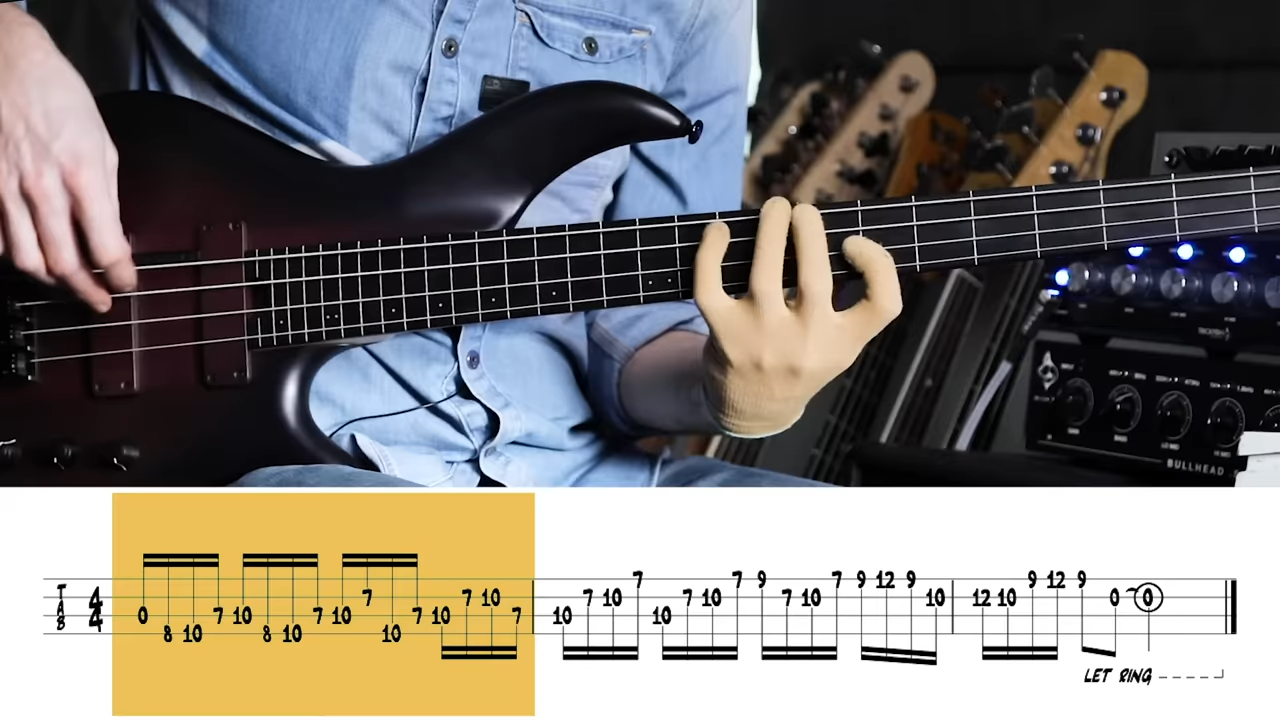 BULLHEAD
T 4 7 7 9 7 9 12 9 9 12 9
A 4 7 7 10 7 10 7 10 7 10 10 12 10 0 0
B 0 7 10 7 10 7 10 7 10 10
8 10 8 10 10
LET RING